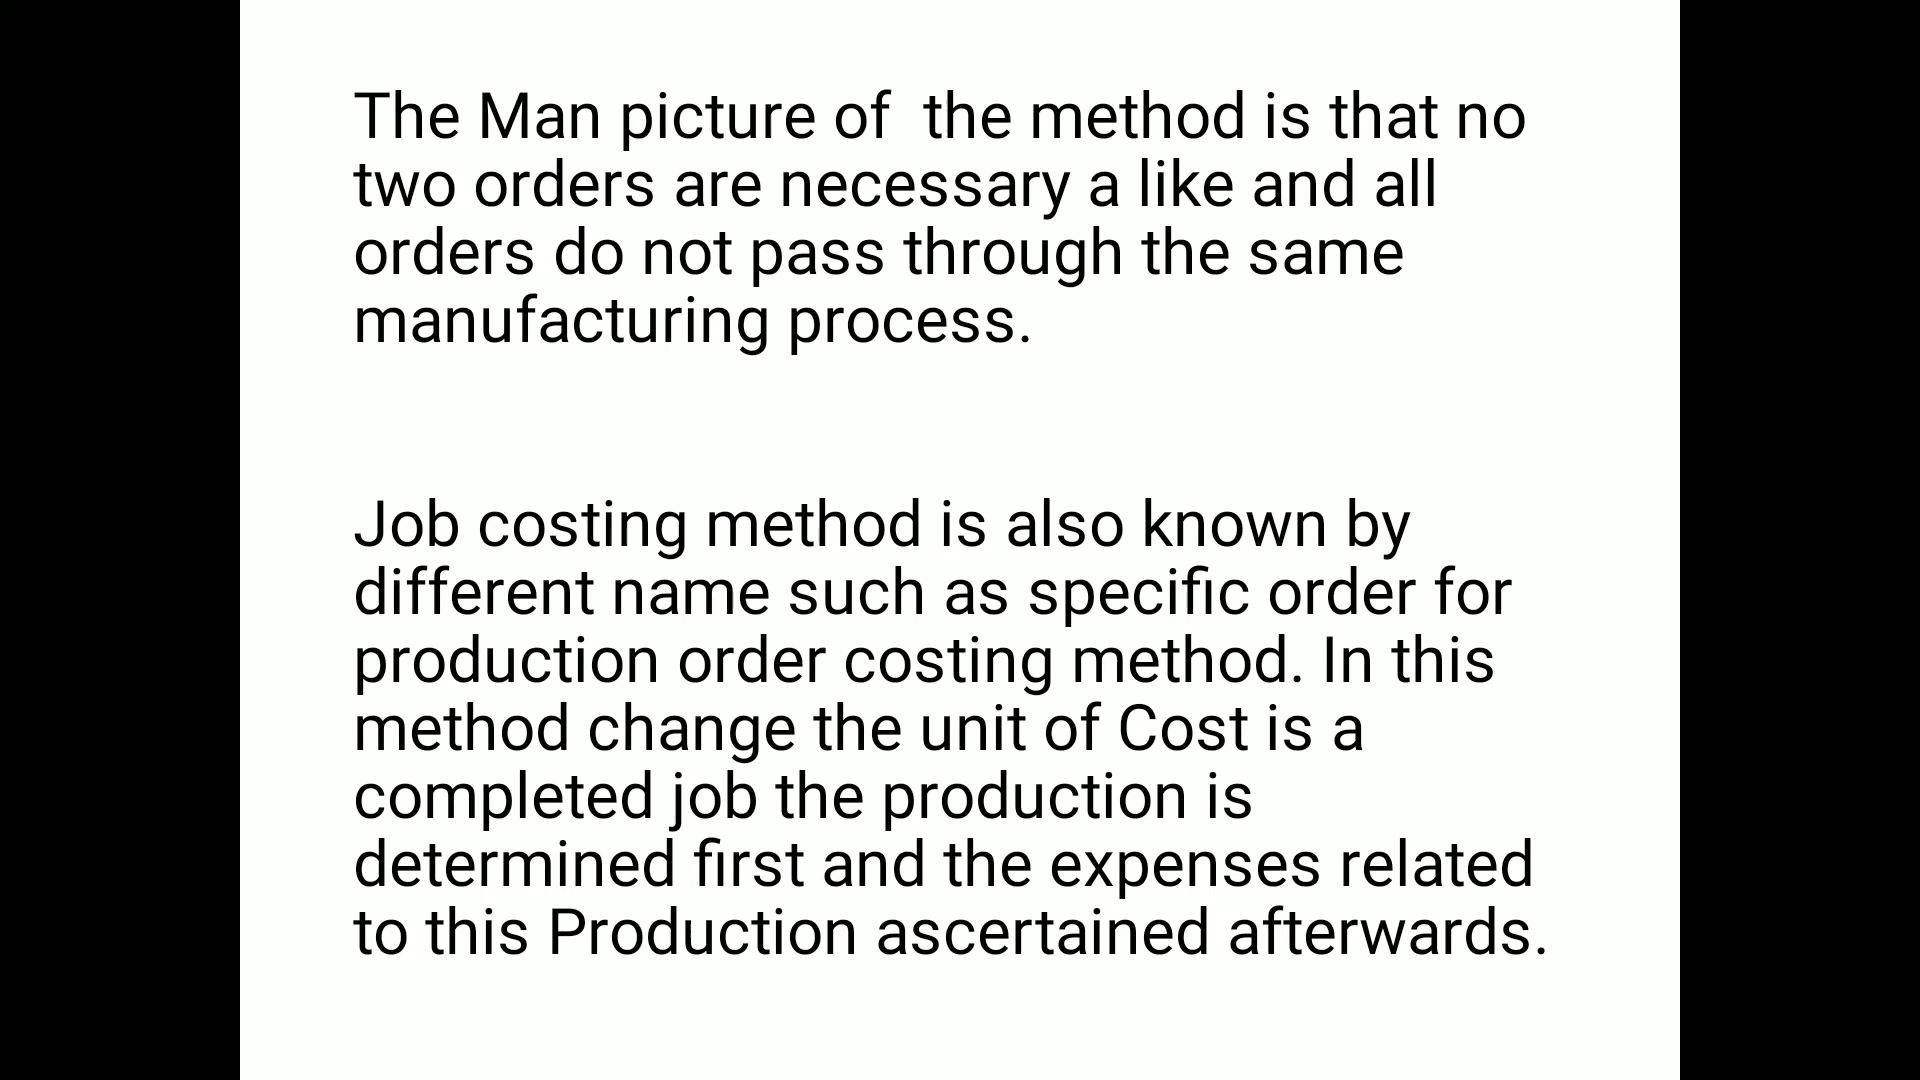 The Man picture of  the method is that no
two orders are necessary a like and all
orders do not pass through the same
manufacturing process.
Job costing method is also known by
different name such as specific order for
production order costing method. In this
method change the unit of Cost is a
completed job the production is
determined first and the expenses related
to this Production ascertained afterwards.